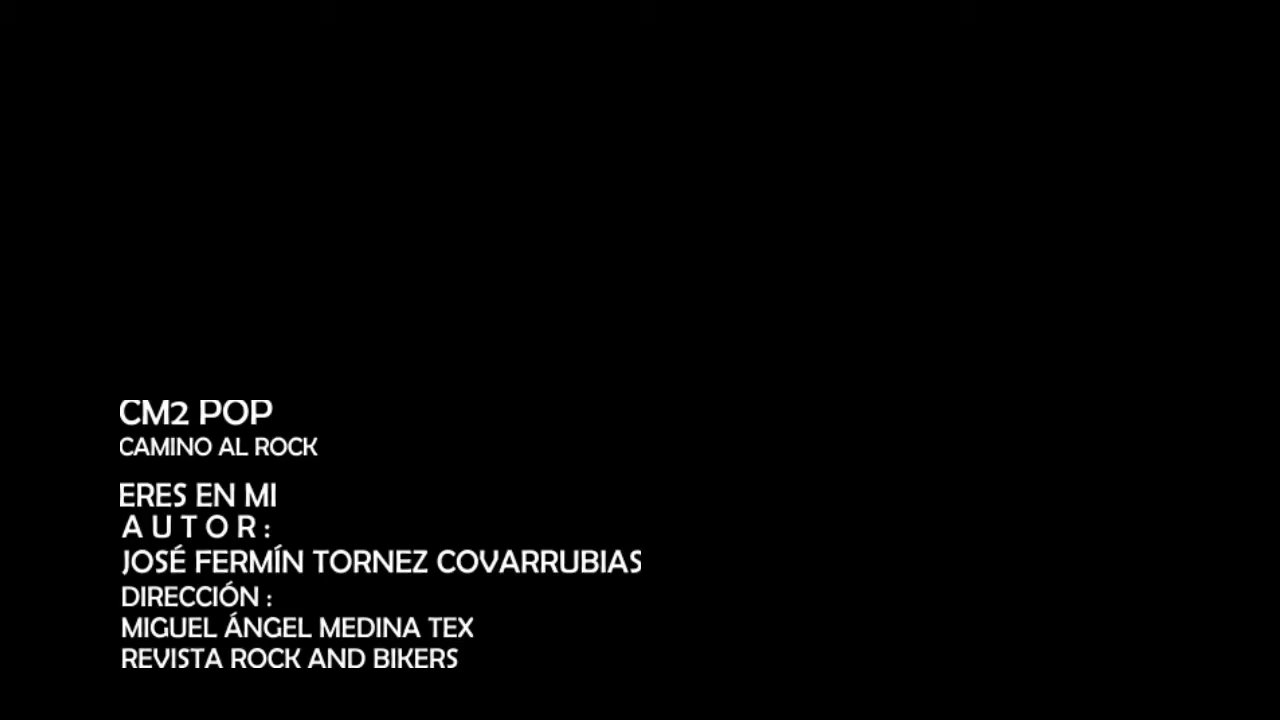 CM2 POP
CAMINO AL ROCK
ERES EN MI
A U T O R :
JOSÉ FERMÍN TORNEZ COVARRUBIAS
DIRECCIÓN :
MIGUEL ÁNGEL MEDINA TEX
REVISTA ROCK AND BIKERS